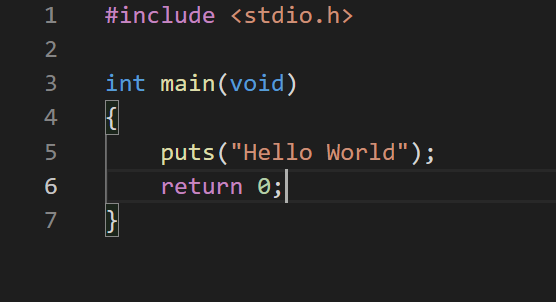 1 #include <stdio.h>
2
3 int main(void)
4 {
5     puts("Hello World");
6     return 0;
7 }